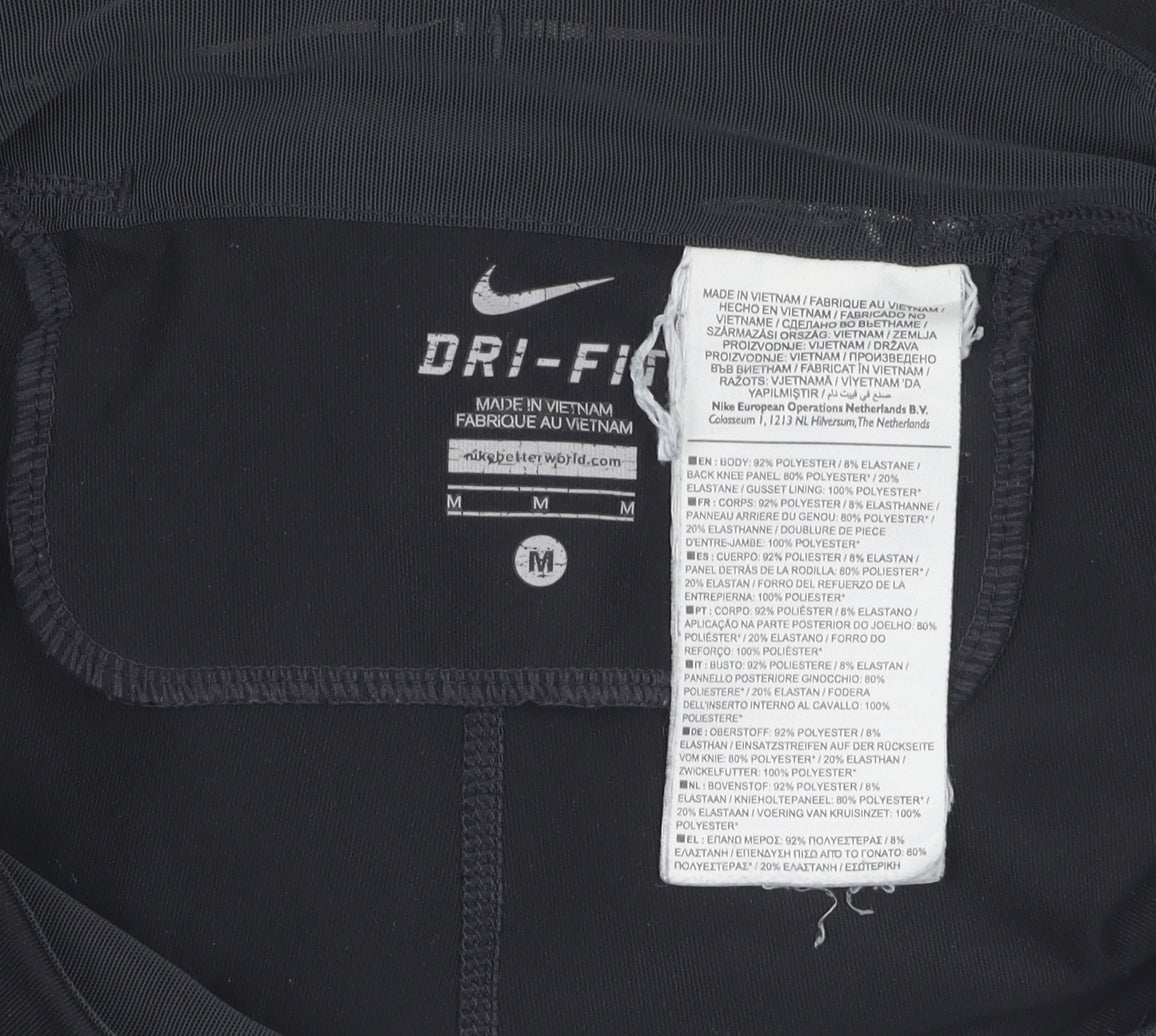 DRI-FIT
MADE IN VIETNAM
FABRIQUE AU VIETNAM
nikebetterworld.com
M M M
M
MADE IN VIETNAM / FABRIQUE AU VIETNAM /
HECHO EN VIETNAM / FABRICADO NO
VIETNAME / СДЕЛАНО ВО ВЬЕТНАМЕ /
SZÁRMAZÁSI ORSZÁG: VIETNAM / ZEMLJA
PROIZVODNJE: VIJETNAM / DRŽAVA
PROIZVODNJE: VIETNAM / ПРОИЗВЕДЕНО
ВЪВ ВИЕТНАМ / FABRICAT ÎN VIETNAM /
RAŽOTS: VJETNAMĀ / VİYETNAM 'DA
YAPILMIŞTIR / صنع في فييت نام
Nike European Operations Netherlands B.V.
Colosseum 1, 1213 NL Hilversum, The Netherlands
EN : BODY: 92% POLYESTER / 8% ELASTANE /
BACK KNEE PANEL: 80% POLYESTER* / 20%
ELASTANE / GUSSET LINING: 100% POLYESTER*
FR : CORPS: 92% POLYESTER / 8% ELASTHANNE /
PANNEAU ARRIERE DU GENOU: 80% POLYESTER* /
20% ELASTHANNE / DOUBLURE DE PIECE
D'ENTRE-JAMBE: 100% POLYESTER*
ES : CUERPO: 92% POLIÉSTER / 8% ELASTAN /
PANEL DETRÁS DE LA RODILLA: 80% POLIÉSTER* /
20% ELASTAN / FORRO DEL REFUERZO DE LA
ENTREPIERNA: 100% POLIÉSTER*
PT : CORPO: 92% POLIÉSTER / 8% ELASTANO /
APLICAÇÃO NA PARTE POSTERIOR DO JOELHO: 80%
POLIÉSTER* / 20% ELASTANO / FORRO DO
REFORÇO: 100% POLIÉSTER*
IT : BUSTO: 92% POLIESTERE / 8% ELASTAN /
PANNELLO POSTERIORE GINOCCHIO: 80%
POLIESTERE* / 20% ELASTAN / FODERA
DELL'INSERTO INTERNO AL CAVALLO: 100%
POLIESTERE*
DE : OBERSTOFF: 92% POLYESTER / 8%
ELASTHAN / EINSATZSTREIFEN AUF DER RÜCKSEITE
VOM KNIE: 80% POLYESTER* / 20% ELASTHAN /
ZWICKELFUTTER: 100% POLYESTER*
NL : BOVENSTOF: 92% POLYESTER / 8%
ELASTAAN / KNIEHOLTEPANEEL: 80% POLYESTER* /
20% ELASTAAN / VOERING VAN KRUISINZET: 100%
POLYESTER*
EL : ΕΠΑΝΩ ΜΕΡΟΣ: 92% ΠΟΛΥΕΣΤΕΡΑΣ / 8%
ΕΛΑΣΤΑΝΗ / ΕΠΕΝΔΥΣΗ ΠΙΣΩ ΑΠΟ ΤΟ ΓΟΝΑΤΟ: 80%
ΠΟΛΥΕΣΤΕΡΑΣ* / 20% ΕΛΑΣΤΑΝΗ / ΕΣΩΤΕΡΙΚΗ